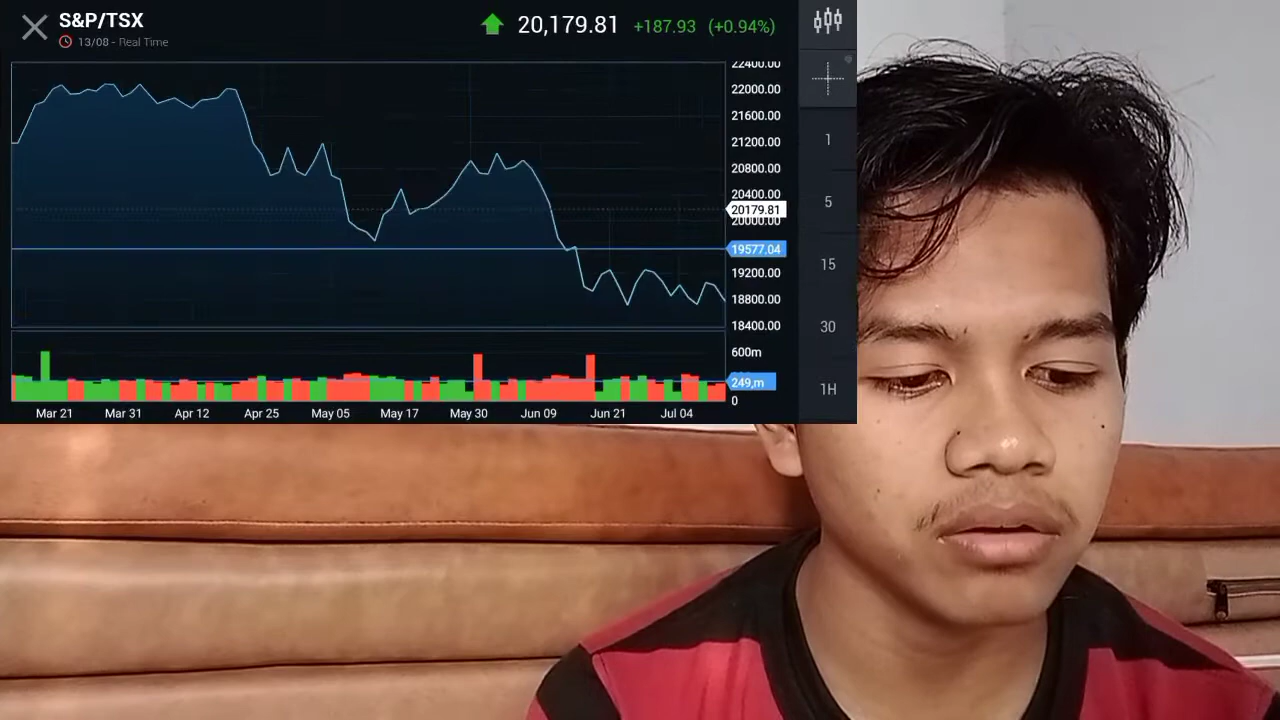 S&P/TSX
13/08 - Real Time
20,179.81 +187.93 (+0.94%)
22400.00
22000.00
21600.00
21200.00
20800.00
20400.00
20179.81
20000.00
19577.04
19200.00
18800.00
18400.00
600m
249,m
0
Mar 21 Mar 31 Apr 12 Apr 25 May 05 May 17 May 30 Jun 09 Jun 21 Jul 04
1
5
15
30
1H